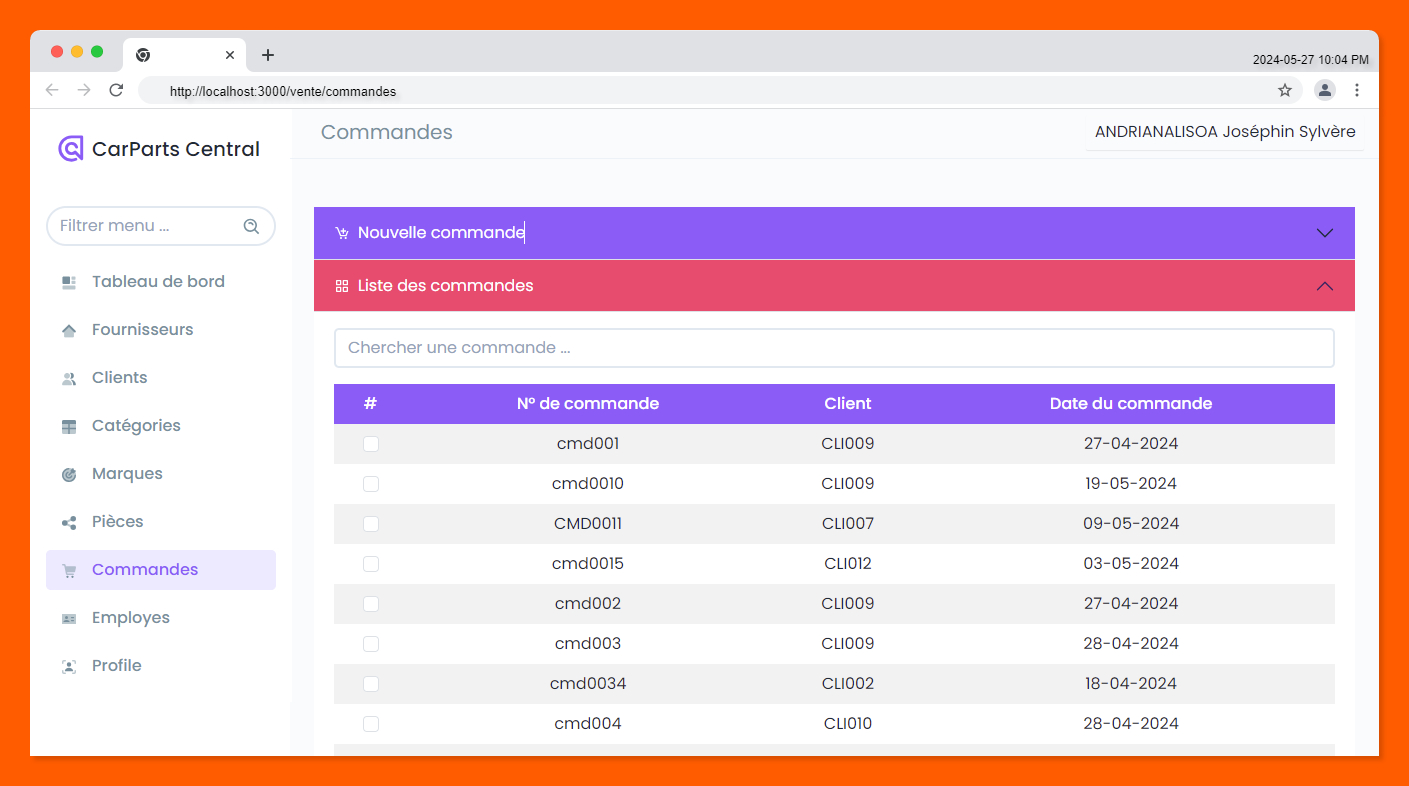 2024-05-27 10:04 PM
http://localhost:3000/vente/commandes
CarParts Central
Commandes
ANDRIANALISOA Joséphin Sylvère
Filtrer menu ...
Tableau de bord
Fournisseurs
Clients
Catégories
Marques
Pièces
Commandes
Employes
Profile
Nouvelle commande
Liste des commandes
Chercher une commande ...
# N° de commande Client Date du commande
cmd001 CLI009 27-04-2024
cmd0010 CLI009 19-05-2024
CMD0011 CLI007 09-05-2024
cmd0015 CLI012 03-05-2024
cmd002 CLI009 27-04-2024
cmd003 CLI009 28-04-2024
cmd0034 CLI002 18-04-2024
cmd004 CLI010 28-04-2024